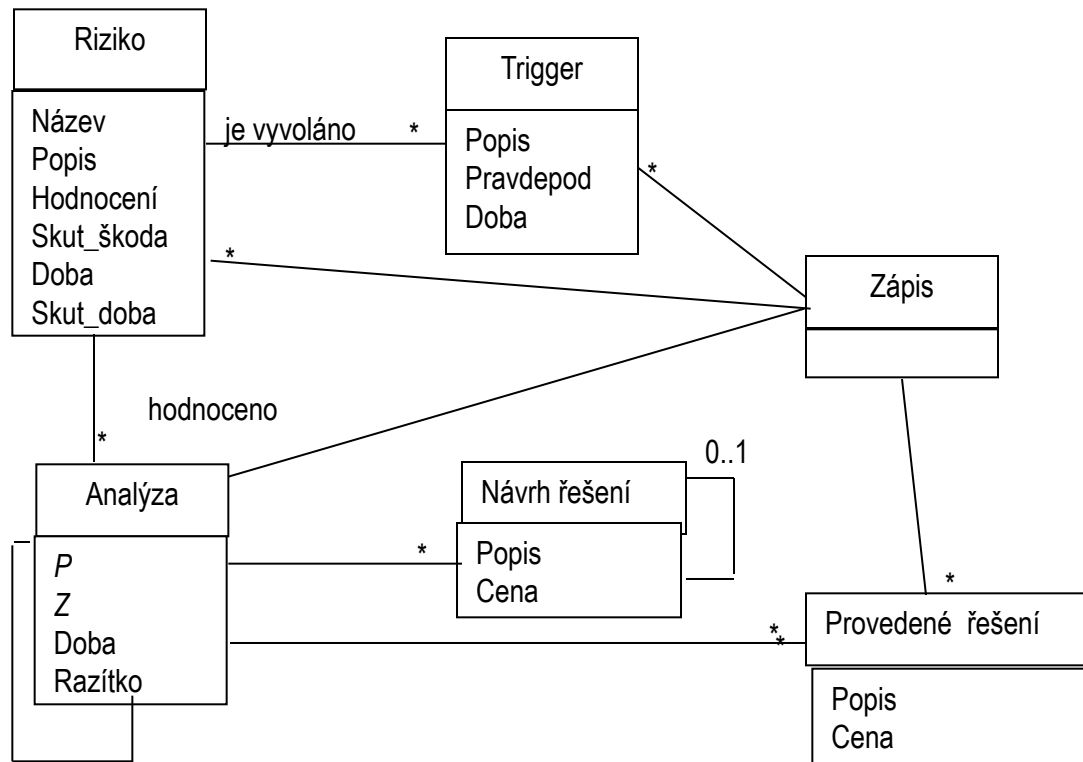 Riziko
Název
Popis
Hodnocení
Skut_škoda
Doba
Skut_doba
je vyvoláno
*
Trigger
Popis
Pravdepod
Doba
*
*
Zápis
hodnoceno
*
Analýza
P
Z
Doba
Razítko
0..1
Návrh řešení
*
Popis
Cena
*
*
*
Provedené řešení
Popis
Cena